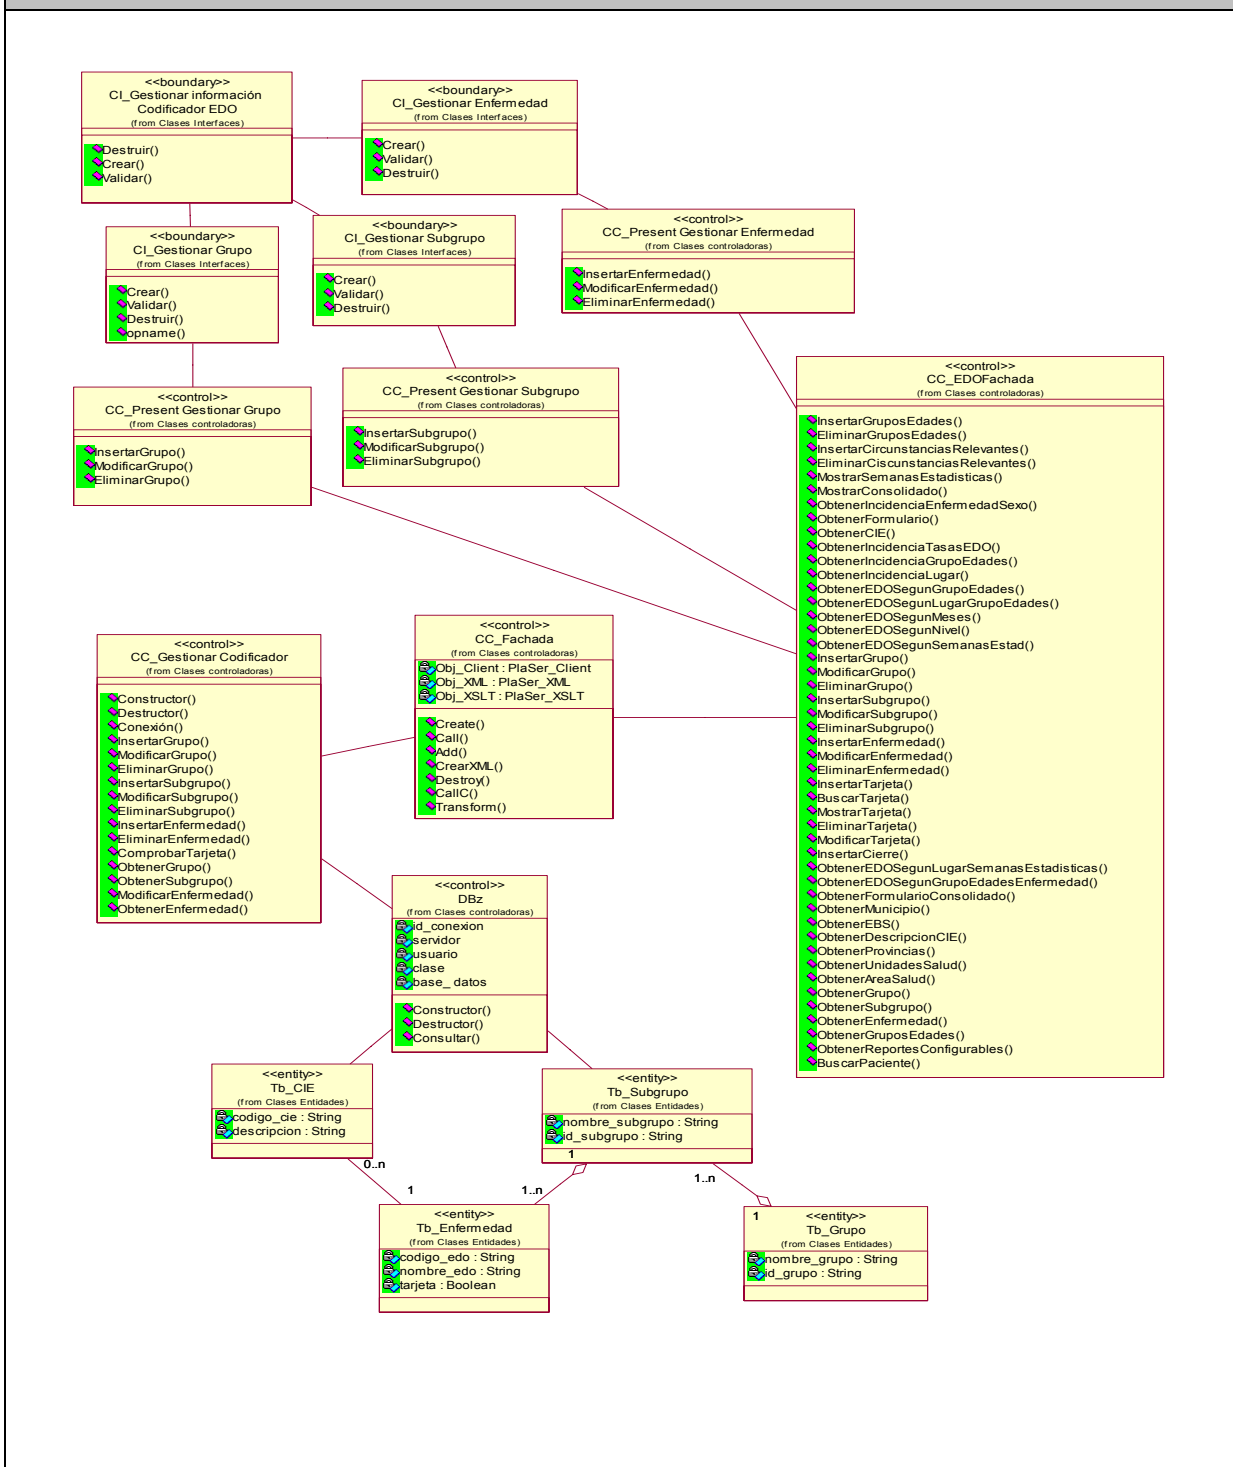 <<boundary>>
CI_Gestionar información
Codificador EDO
(from Clases Interfaces)
Destruir()
Crear()
Validar()
<<boundary>>
CI_Gestionar Enfermedad
(from Clases Interfaces)
Crear()
Validar()
Destruir()
<<boundary>>
CI_Gestionar Grupo
(from Clases Interfaces)
Crear()
Validar()
Destruir()
opname()
<<boundary>>
CI_Gestionar Subgrupo
(from Clases Interfaces)
Crear()
Validar()
Destruir()
<<control>>
CC_Present Gestionar Enfermedad
(from Clases controladoras)
InsertarEnfermedad()
ModificarEnfermedad()
EliminarEnfermedad()
<<control>>
CC_Present Gestionar Grupo
(from Clases controladoras)
InsertarGrupo()
ModificarGrupo()
EliminarGrupo()
<<control>>
CC_Present Gestionar Subgrupo
(from Clases controladoras)
InsertarSubgrupo()
ModificarSubgrupo()
EliminarSubgrupo()
<<control>>
CC_EDOFachada
(from Clases controladoras)
InsertarGruposEdades()
EliminarGruposEdades()
InsertarCircunstanciasRelevantes()
EliminarCiscunstanciasRelevantes()
MostrarSemanasEstadisticas()
MostrarConsolidado()
ObtenerIncidenciaEnfermedadSexo()
ObtenerFormulario()
ObtenerCIE()
ObtenerIncidenciaTasasEDO()
ObtenerIncidenciaGrupoEdades()
ObtenerIncidenciaLugar()
ObtenerEDOSegunGrupoEdades()
ObtenerEDOSegunLugarGrupoEdades()
ObtenerEDOSegunMeses()
ObtenerEDOSegunNivel()
ObtenerEDOSegunSemanasEstad()
InsertarGrupo()
ModificarGrupo()
EliminarGrupo()
InsertarSubgrupo()
ModificarSubgrupo()
EliminarSubgrupo()
InsertarEnfermedad()
ModificarEnfermedad()
EliminarEnfermedad()
InsertarTarjeta()
BuscarTarjeta()
MostrarTarjeta()
EliminarTarjeta()
ModificarTarjeta()
InsertarCierre()
ObtenerEDOSegunLugarSemanasEstadisticas()
ObtenerEDOSegunGrupoEdadesEnfermedad()
ObtenerFormularioConsolidado()
ObtenerMunicipio()
ObtenerEBS()
ObtenerDescripcionCIE()
ObtenerProvincias()
ObtenerUnidadesSalud()
ObtenerAreaSalud()
ObtenerGrupo()
ObtenerSubgrupo()
ObtenerEnfermedad()
ObtenerGruposEdades()
ObtenerReportesConfigurables()
BuscarPaciente()
<<control>>
CC_Fachada
(from Clases controladoras)
Obj_Client : PlaSer_Client
Obj_XML : PlaSer_XML
Obj_XSLT : PlaSer_XSLT
Create()
Call()
Add()
CrearXML()
Destroy()
CallC()
Transform()
<<control>>
CC_Gestionar Codificador
(from Clases controladoras)
Constructor()
Destructor()
Conexión()
InsertarGrupo()
ModificarGrupo()
EliminarGrupo()
InsertarSubgrupo()
ModificarSubgrupo()
EliminarSubgrupo()
InsertarEnfermedad()
EliminarEnfermedad()
ComprobarTarjeta()
ObtenerGrupo()
ObtenerSubgrupo()
ModificarEnfermedad()
ObtenerEnfermedad()
<<control>>
DBz
(from Clases controladoras)
id_conexion
servidor
usuario
clase
base_ datos
Constructor()
Destructor()
Consultar()
<<entity>>
Tb_CIE
(from Clases Entidades)
codigo_cie : String
descripcion : String
<<entity>>
Tb_Subgrupo
(from Clases Entidades)
nombre_subgrupo : String
id_subgrupo : String
0..n
1
1
1..n
1..n
1
<<entity>>
Tb_Enfermedad
(from Clases Entidades)
codigo_edo : String
nombre_edo : String
tarjeta : Boolean
<<entity>>
Tb_Grupo
(from Clases Entidades)
nombre_grupo : String
id_grupo : String